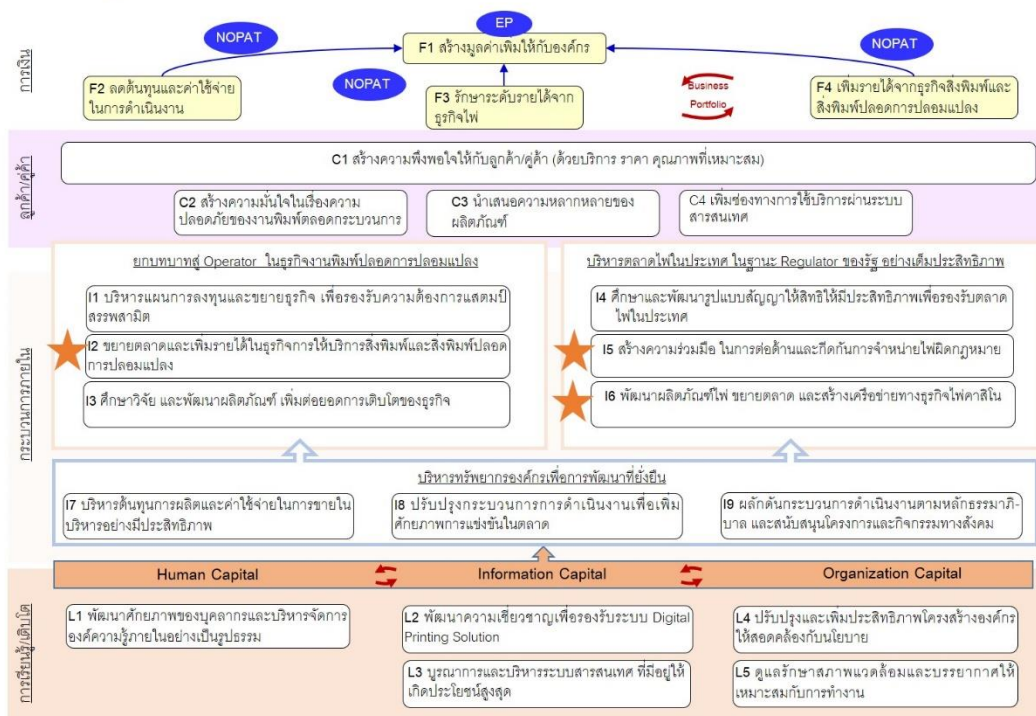 การเงิน
EP
NOPAT
F1 สร้างมูลค่าเพิ่มให้กับองค์กร
NOPAT
NOPAT
F2 ลดต้นทุนและค่าใช้จ่าย
ในการดำเนินงาน
F3 รักษาระดับรายได้จาก
ธุรกิจไพ่
Business
Portfolio
F4 เพิ่มรายได้จากธุรกิจสิ่งพิมพ์และ
สิ่งพิมพ์ปลอดการปลอมแปลง
ลูกค้า/คู่ค้า
C1 สร้างความพึงพอใจให้กับลูกค้า/คู่ค้า (ด้วยบริการ ราคา คุณภาพที่เหมาะสม)
C2 สร้างความมั่นใจในเรื่องความ
ปลอดภัยของงานพิมพ์ตลอดกระบวนการ
C3 นำเสนอความหลากหลายของ
ผลิตภัณฑ์
C4 เพิ่มช่องทางการใช้บริการผ่านระบบ
สารสนเทศ
กระบวนการภายใน
ยกบทบาทสู่ Operator ในธุรกิจงานพิมพ์ปลอดการปลอมแปลง
I1 บริหารแผนการลงทุนและขยายธุรกิจ เพื่อรองรับความต้องการแสตมป์
สรรพสามิต
I2 ขยายตลาดและเพิ่มรายได้ในธุรกิจการให้บริการสิ่งพิมพ์และสิ่งพิมพ์ปลอด
การปลอมแปลง
I3 ศึกษาวิจัย และพัฒนาผลิตภัณฑ์ เพิ่มต่อยอดการเติบโตของธุรกิจ
บริหารตลาดไพ่ในประเทศ ในฐานะ Regulator ของรัฐ อย่างเต็มประสิทธิภาพ
I4 ศึกษาและพัฒนารูปแบบสัญญาให้สิทธิให้มีประสิทธิภาพเพื่อรองรับตลาด
ไพ่ในประเทศ
I5 สร้างความร่วมมือ ในการต่อต้านและกีดกันการจำหน่ายไพ่ผิดกฎหมาย
I6 พัฒนาผลิตภัณฑ์ไพ่ ขยายตลาด และสร้างเครือข่ายทางธุรกิจไพ่คาสิโน
บริหารทรัพยากรองค์กรเพื่อการพัฒนาที่ยั่งยืน
I7 บริหารต้นทุนการผลิตและค่าใช้จ่ายในการขายใน
บริหารอย่างมีประสิทธิภาพ
I8 ปรับปรุงกระบวนการการดำเนินงานเพื่อเพิ่ม
ศักยภาพการแข่งขันในตลาด
I9 ผลักดันกระบวนการดำเนินงานตามหลักธรรมาภิ-
บาล และสนับสนุนโครงการและกิจกรรมทางสังคม
การเรียนรู้/เติบโต
Human Capital
Information Capital
Organization Capital
L1 พัฒนาศักยภาพของบุคลากรและบริหารจัดการ
องค์ความรู้ภายในอย่างเป็นรูปธรรม
L2 พัฒนาความเชี่ยวชาญเพื่อรองรับระบบ Digital
Printing Solution
L3 บูรณาการและบริหารระบบสารสนเทศ ที่มีอยู่ให้
เกิดประโยชน์สูงสุด
L4 ปรับปรุงและเพิ่มประสิทธิภาพโครงสร้างองค์กร
ให้สอดคล้องกับนโยบาย
L5 ดูแลรักษาสภาพแวดล้อมและบรรยากาศให้
เหมาะสมกับการทำงาน